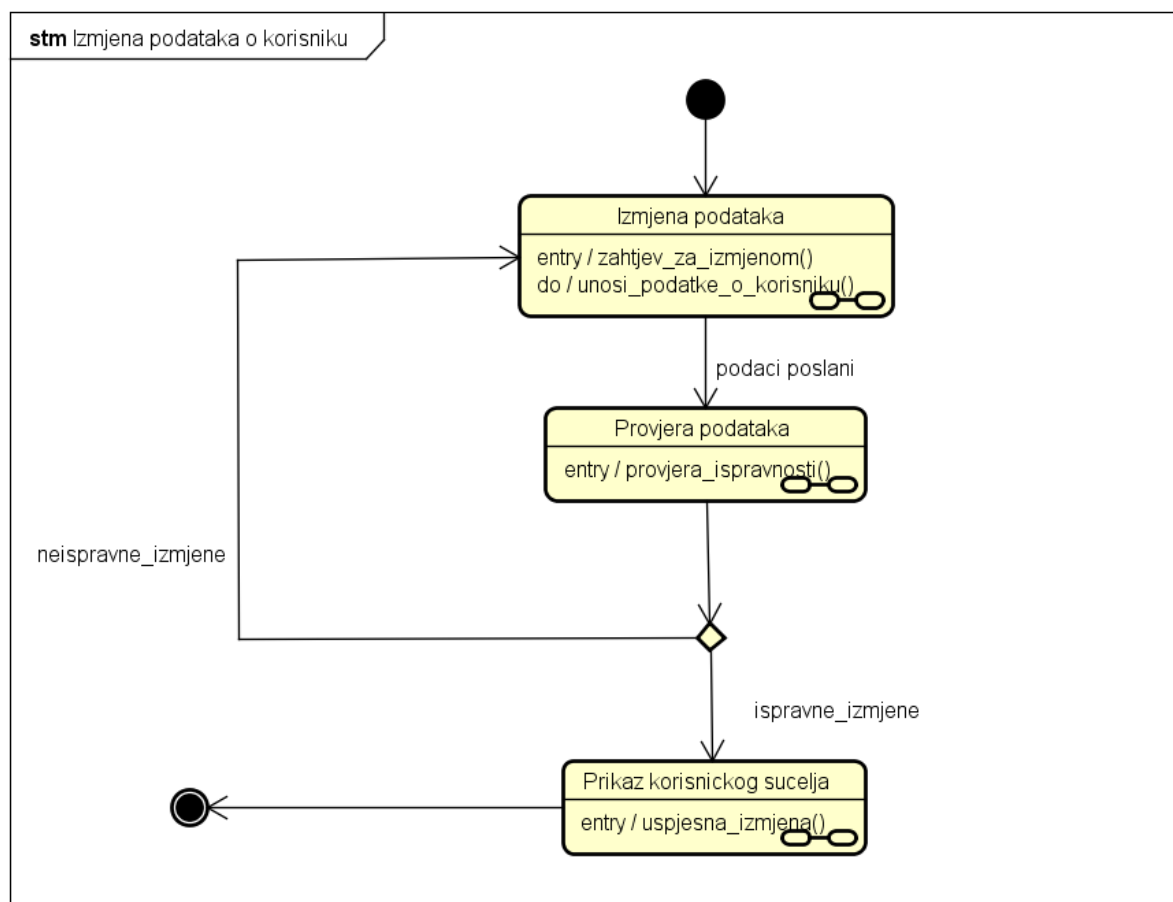 stm Izmjena podataka o korisniku
Izmjena podataka
entry / zahtjev_za_izmjenom()
do / unosi_podatke_o_korisniku()
podaci poslani
Provjera podataka
entry / provjera_ispravnosti()
neispravne_izmjene
ispravne_izmjene
Prikaz korisnickog sucelja
entry / uspjesna_izmjena()